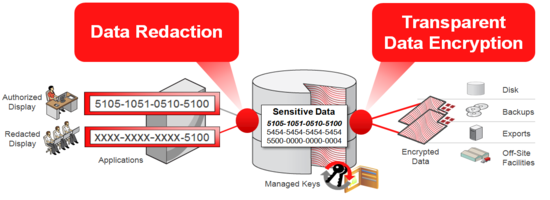 Data Redaction
Transparent
Data Encryption
Authorized
Display
5105-1051-0510-5100
Redacted
Display
XXXX-XXXX-XXXX-5100
Applications
Sensitive Data
5105-1051-0510-5100
5454-5454-5454-5454
5500-0000-0000-0004
Managed Keys
Encrypted
Data
Disk
Backups
Exports
Off-Site
Facilities